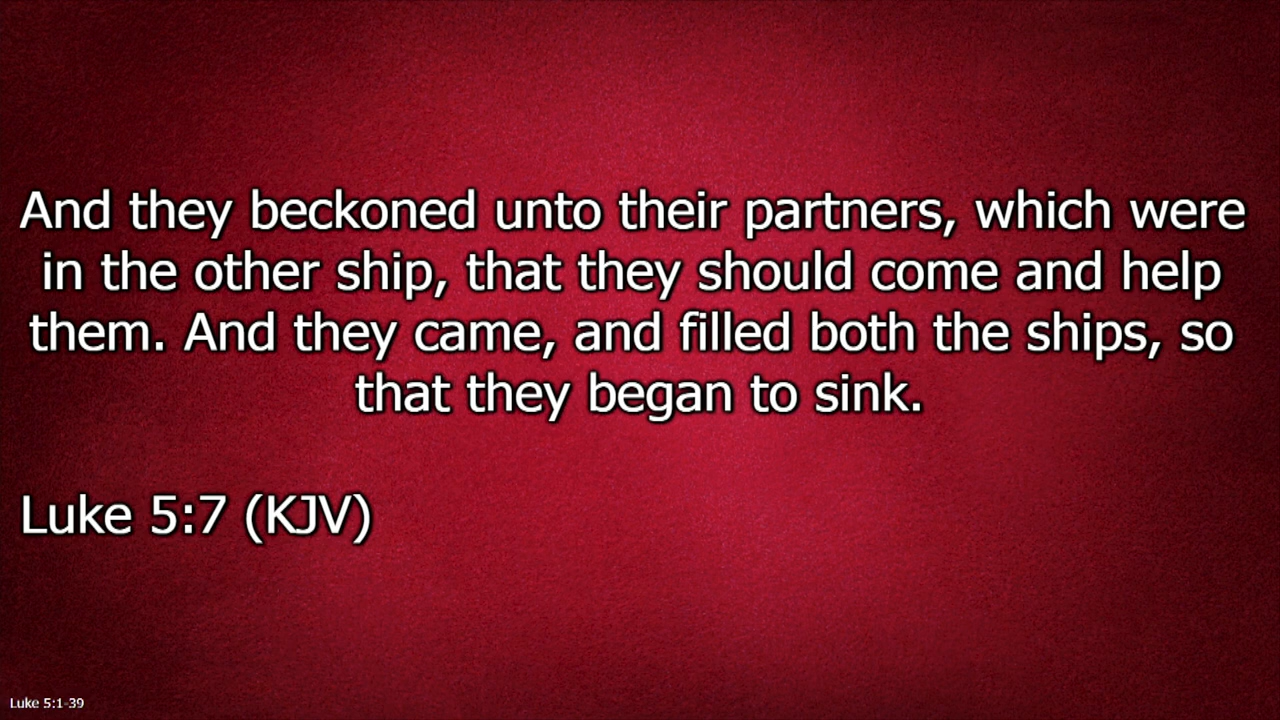 And they beckoned unto their partners, which were
in the other ship, that they should come and help
them. And they came, and filled both the ships, so
that they began to sink.
Luke 5:7 (KJV)
Luke 5:1-39